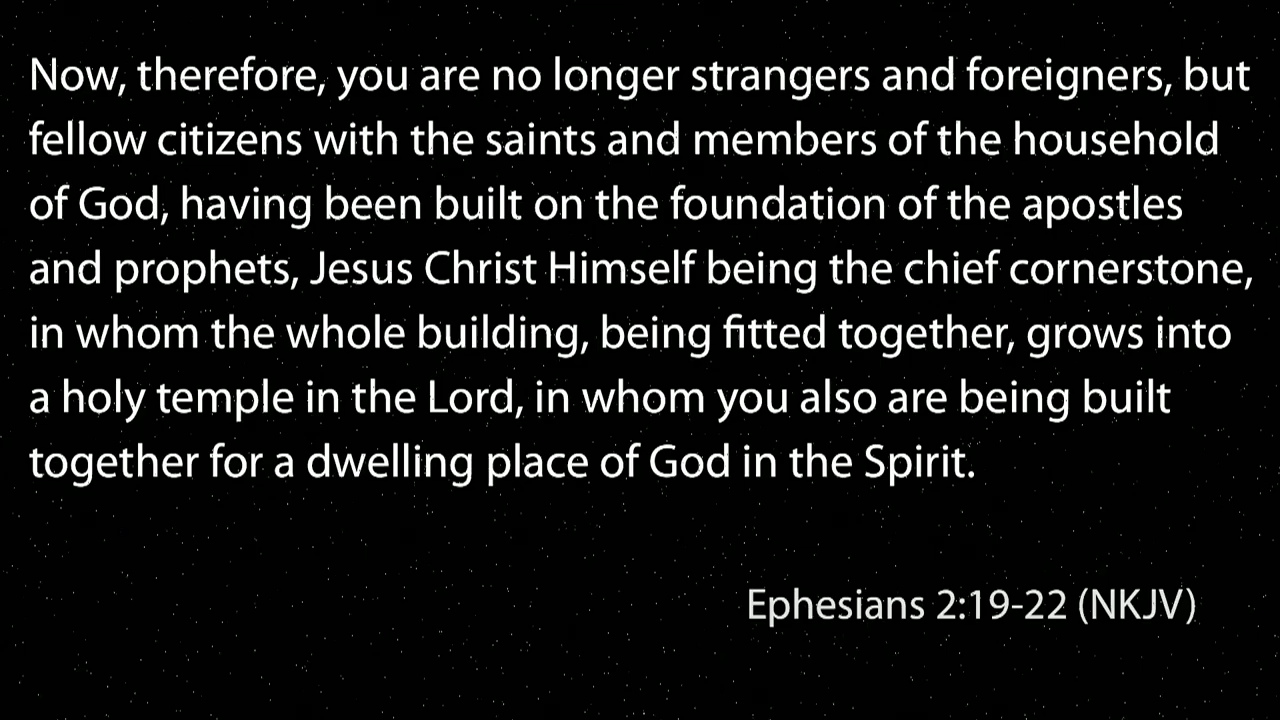 Now, therefore, you are no longer strangers and foreigners, but
fellow citizens with the saints and members of the household
of God, having been built on the foundation of the apostles
and prophets, Jesus Christ Himself being the chief cornerstone,
in whom the whole building, being fitted together, grows into
a holy temple in the Lord, in whom you also are being built
together for a dwelling place of God in the Spirit.
Ephesians 2:19-22 (NKJV)